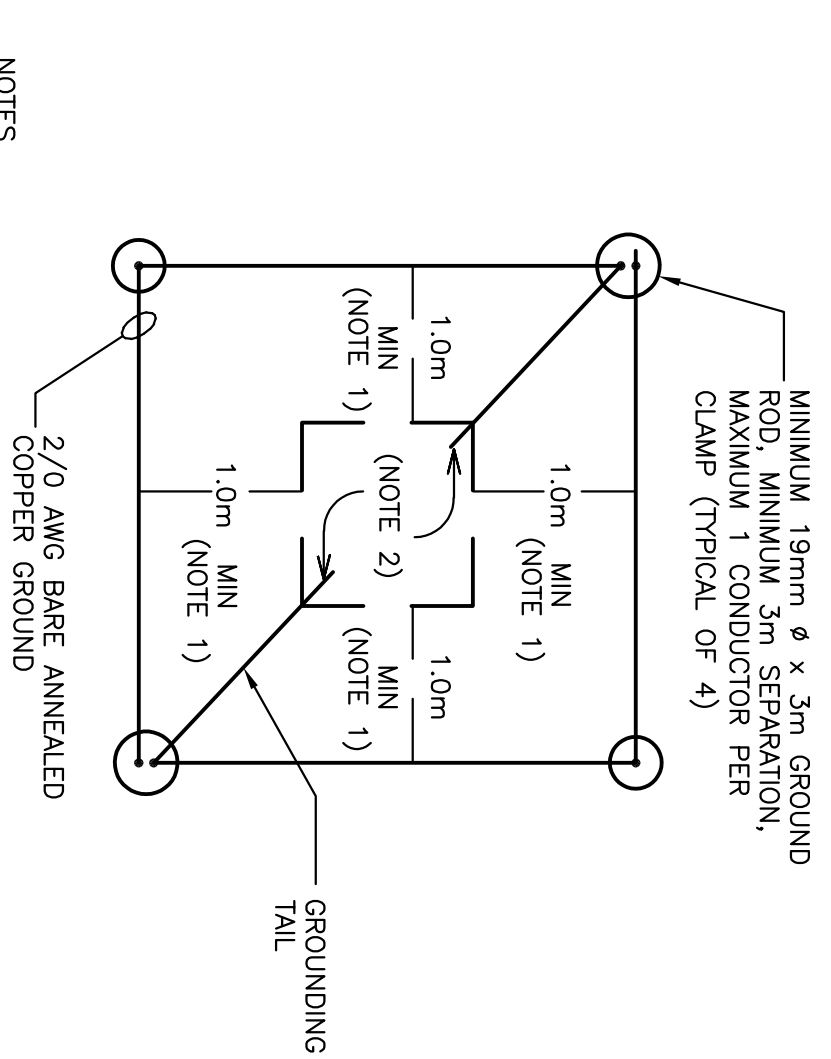 MINIMUM 19mm ø x 3m GROUND
ROD, MINIMUM 3m SEPARATION,
MAXIMUM 1 CONDUCTOR PER
CLAMP (TYPICAL OF 4)
1.0m MIN
(NOTE 1)
1.0m
MIN
(NOTE 1)
(NOTE 2)
1.0m
MIN
(NOTE 1)
GROUNDING
TAIL
1.0m MIN
(NOTE 1)
2/0 AWG BARE ANNEALED
COPPER GROUND
NOTES